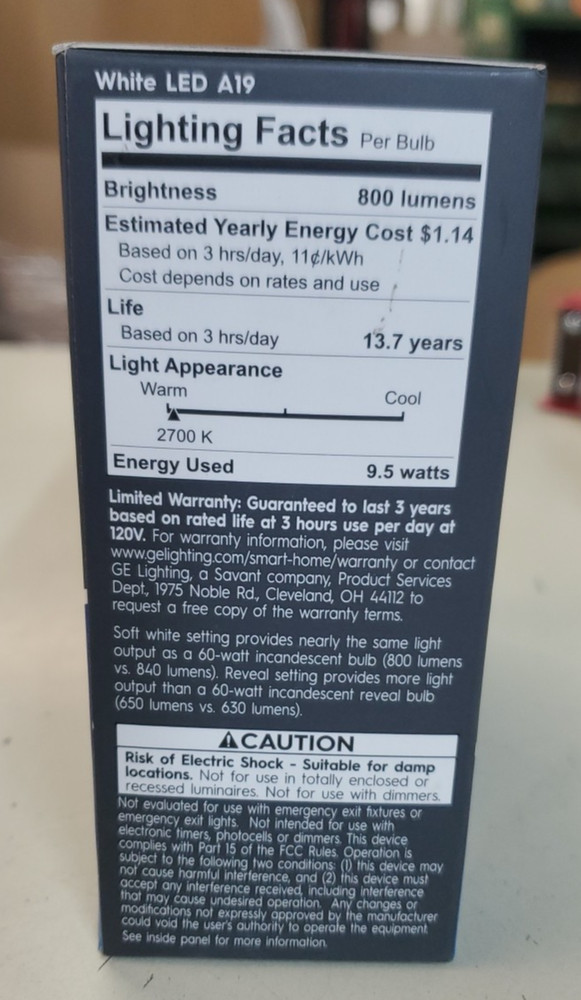 White LED A19
Lighting Facts Per Bulb
Brightness 800 lumens
Estimated Yearly Energy Cost $1.14
Based on 3 hrs/day, 11¢/kWh
Cost depends on rates and use
Life
Based on 3 hrs/day 13.7 years
Light Appearance
Warm Cool
2700 K
Energy Used 9.5 watts
Limited Warranty: Guaranteed to last 3 years
based on rated life at 3 hours use per day at
120V. For warranty information, please visit
www.gelighting.com/smart-home/warranty or contact
GE Lighting, a Savant company, Product Services
Dept, 1975 Noble Rd., Cleveland, OH 44112 to
request a free copy of the warranty terms.
Soft white setting provides nearly the same light
output as a 60-watt incandescent bulb (800 lumens
vs. 840 lumens). Reveal setting provides more light
output than a 60-watt incandescent reveal bulb
(650 lumens vs. 630 lumens).
⚠CAUTION
Risk of Electric Shock - Suitable for damp
locations. Not for use in totally enclosed or
recessed luminaires. Not for use with dimmers.
Not evaluated for use with emergency exit fixtures or
emergency exit lights. Not intended for use with
electronic timers, photocells or dimmers. This device
complies with Part 15 of the FCC Rules. Operation is
subject to the following two conditions: (1) this device may
not cause harmful interference, and (2) this device must
accept any interference received, including interference
that may cause undesired operation. Any changes or
modifications not expressly approved by the manufacturer
could void the user's authority to operate the equipment.
See inside panel for more information.